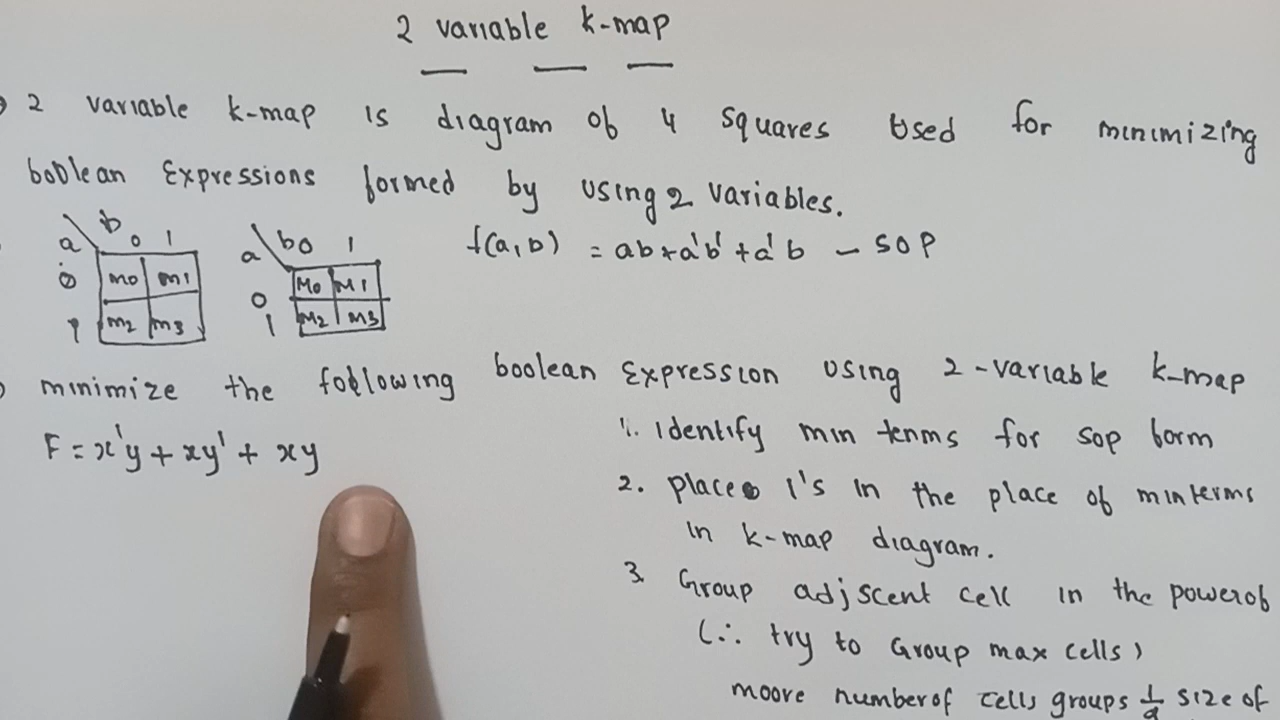 2 variable k-map
2 variable k-map is diagram of 4 squares used for minimizing
boolean Expressions formed by using 2 variables.
a b 0 1
0 m0 m1
1 m2 m3
a b 0 1
0 M0 M1
1 M2 M3
f(a,b) = ab+a'b'+a'b - SOP
minimize the following boolean Expression using 2-variable k-map
F = x'y + xy' + xy
1. Identify min terms for sop form
2. place 1's in the place of minterms
in k-map diagram.
3. Group adjscent cell in the powerof
(∴ try to Group max cells)
moore numberof cells groups 1/a size of